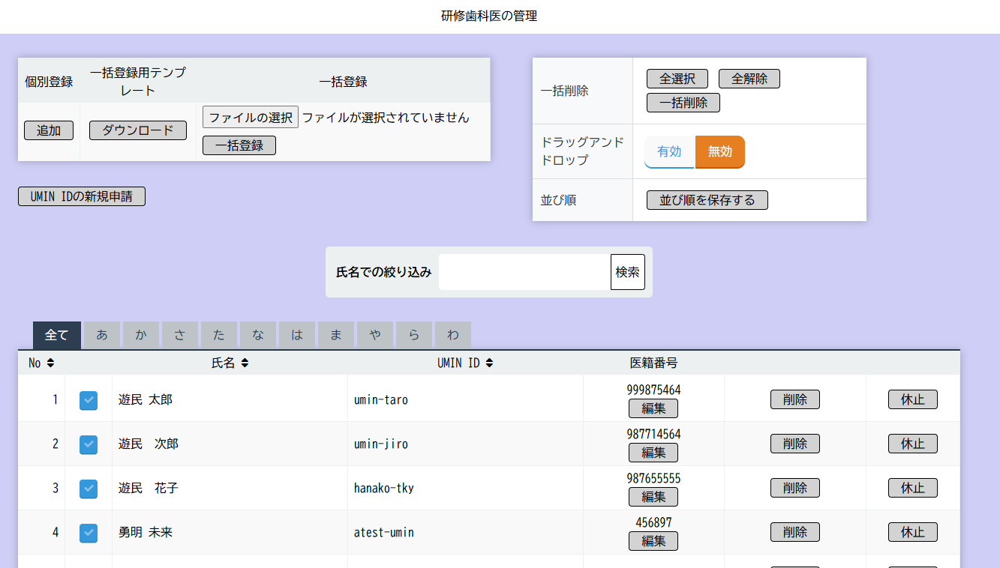 研修歯科医の管理
個別登録
一括登録用テンプ
レート
一括登録
追加
ダウンロード
ファイルの選択 ファイルが選択されていません
一括登録
UMIN IDの新規申請
一括削除
全選択 全解除
一括削除
ドラッグアンド
ドロップ
有効 無効
並び順
並び順を保存する
氏名での絞り込み 検索
全て あ か さ た な は ま や ら わ
No 氏名 UMIN ID 医籍番号
1 遊民 太郎 umin-taro 999875464 編集 削除 休止
2 遊民　次郎 umin-jiro 987714564 編集 削除 休止
3 遊民　花子 hanako-tky 987655555 編集 削除 休止
4 勇明 未来 atest-umin 456897 編集 削除 休止